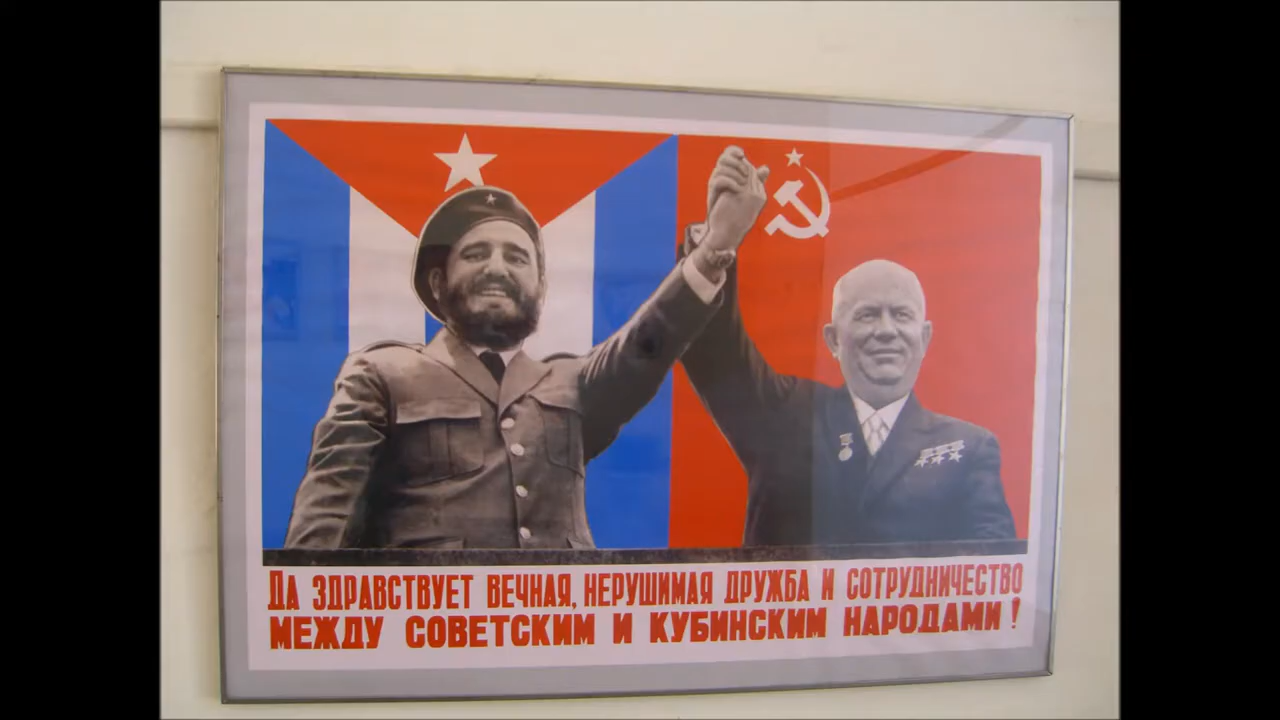 Да здравствует вечная, нерушимая дружба и сотрудничество
между советским и кубинским народами!